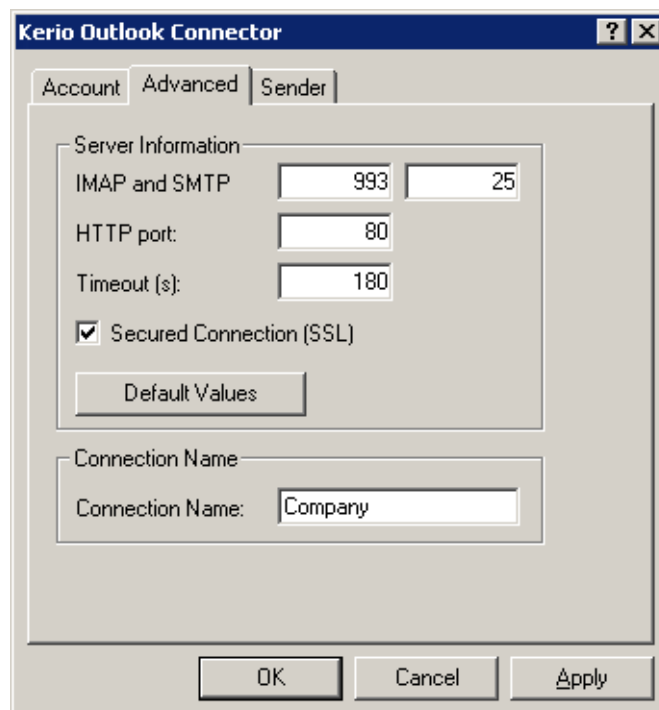 Kerio Outlook Connector
Account Advanced Sender
Server Information
IMAP and SMTP 993 25
HTTP port: 80
Timeout (s): 180
Secured Connection (SSL)
Default Values
Connection Name
Connection Name: Company
OK Cancel Apply